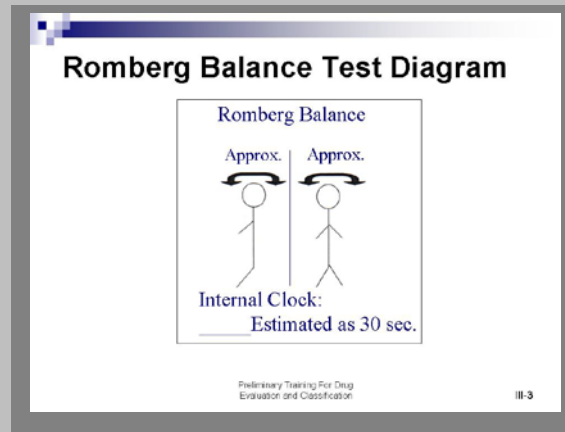 Romberg Balance Test Diagram
Romberg Balance
Approx. Approx.
Internal Clock:
______Estimated as 30 sec.
Preliminary Training For Drug
Evaluation and Classification
III-3